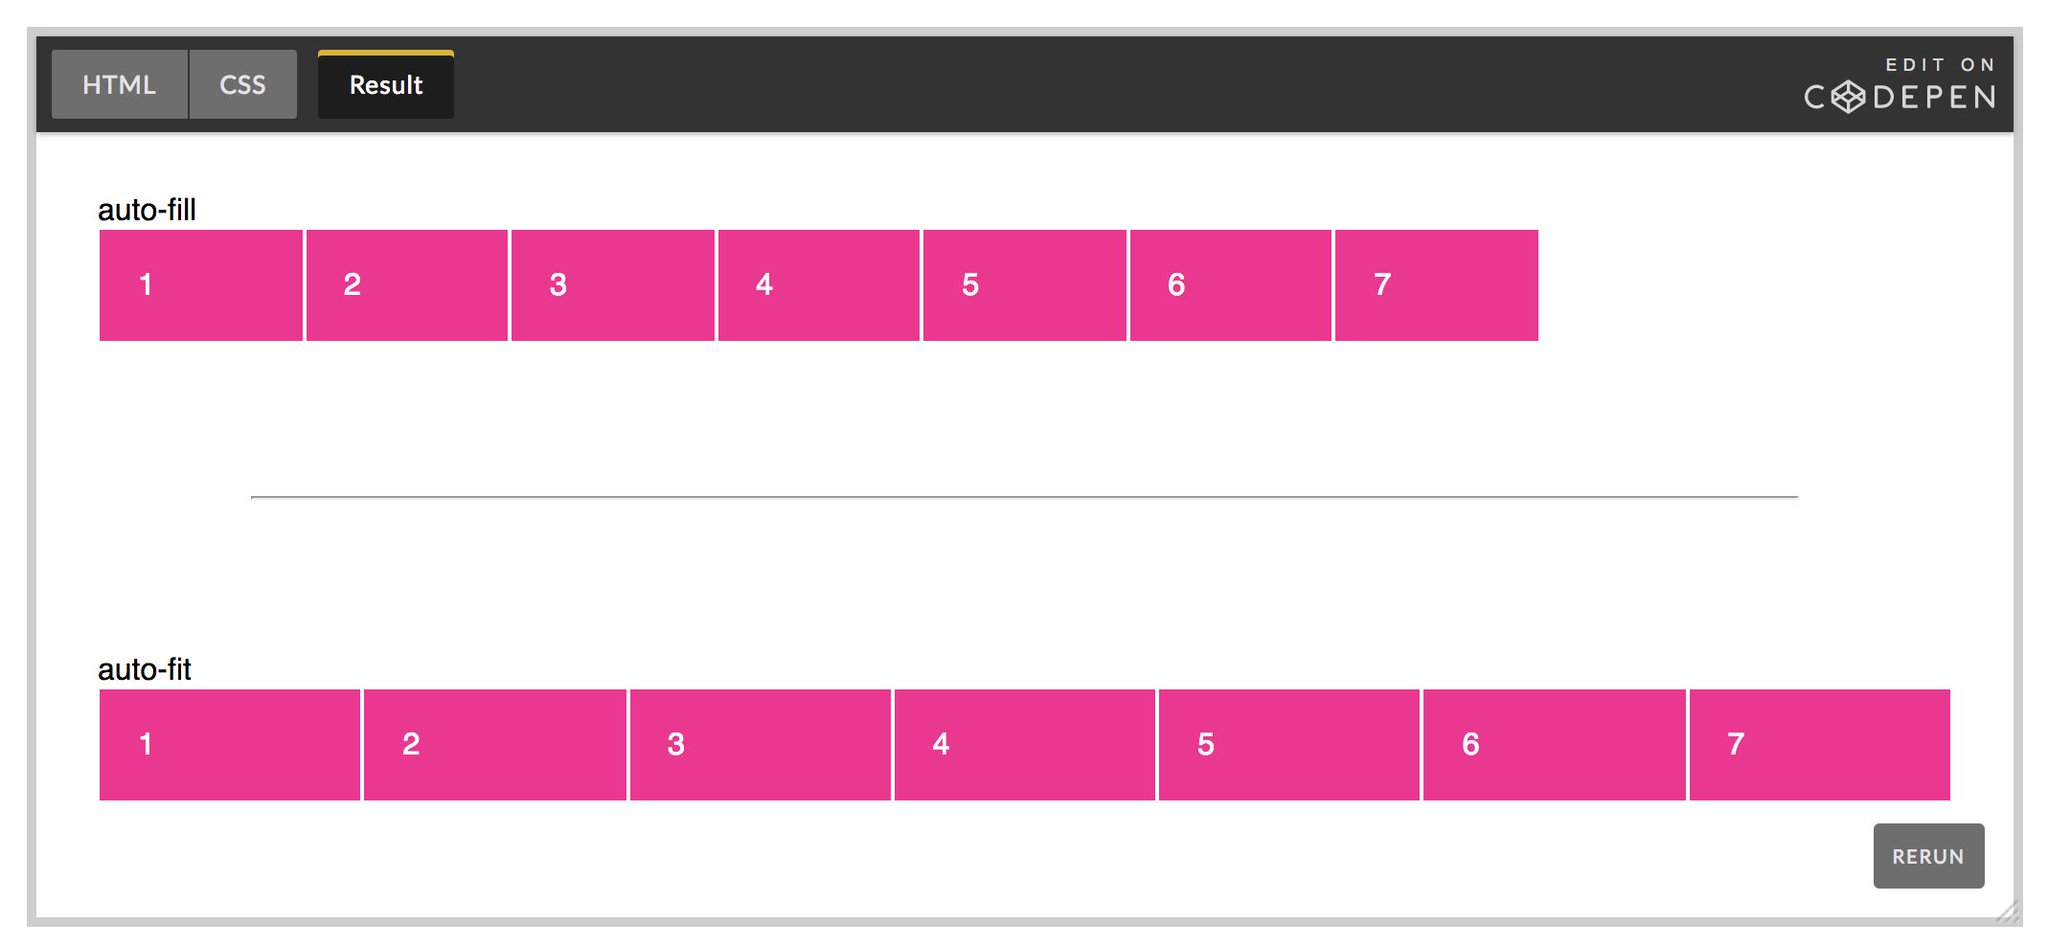 HTML CSS Result
EDIT ON
CODEPEN
auto-fill
1 2 3 4 5 6 7
auto-fit
1 2 3 4 5 6 7
RERUN